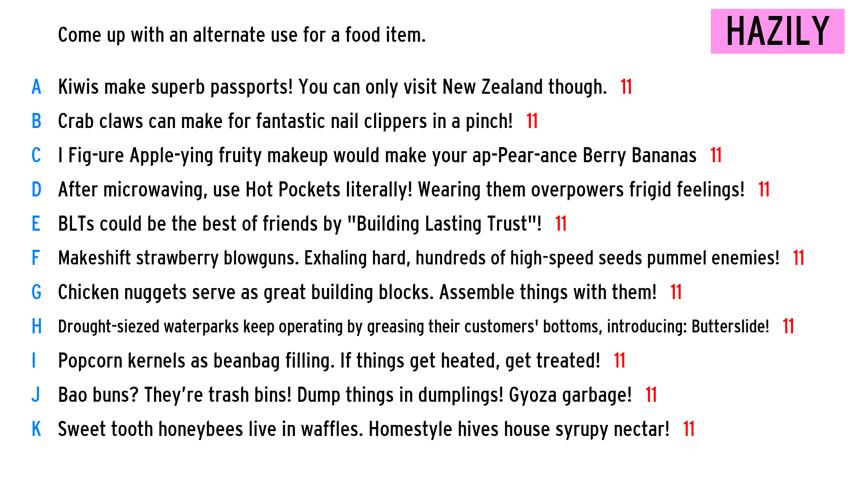 Come up with an alternate use for a food item.
HAZILY
A Kiwis make superb passports! You can only visit New Zealand though. 11
B Crab claws can make for fantastic nail clippers in a pinch! 11
C I Fig-ure Apple-ying fruity makeup would make your ap-Pear-ance Berry Bananas 11
D After microwaving, use Hot Pockets literally! Wearing them overpowers frigid feelings! 11
E BLTs could be the best of friends by "Building Lasting Trust"! 11
F Makeshift strawberry blowguns. Exhaling hard, hundreds of high-speed seeds pummel enemies! 11
G Chicken nuggets serve as great building blocks. Assemble things with them! 11
H Drought-siezed waterparks keep operating by greasing their customers' bottoms, introducing: Butterslide! 11
I Popcorn kernels as beanbag filling. If things get heated, get treated! 11
J Bao buns? They’re trash bins! Dump things in dumplings! Gyoza garbage! 11
K Sweet tooth honeybees live in waffles. Homestyle hives house syrupy nectar! 11